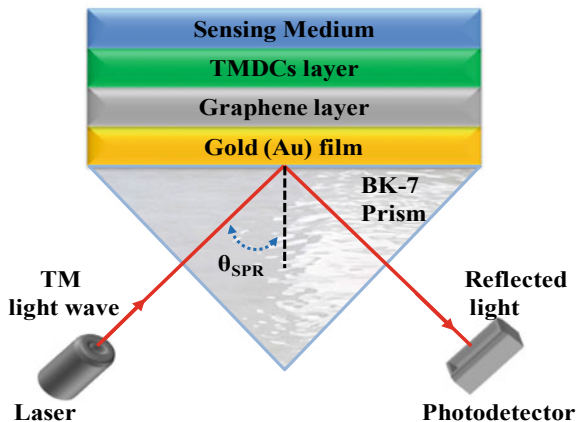 Sensing Medium
TMDCs layer
Graphene layer
Gold (Au) film
BK-7
Prism
θSPR
TM
light wave
Reflected
light
Laser
Photodetector